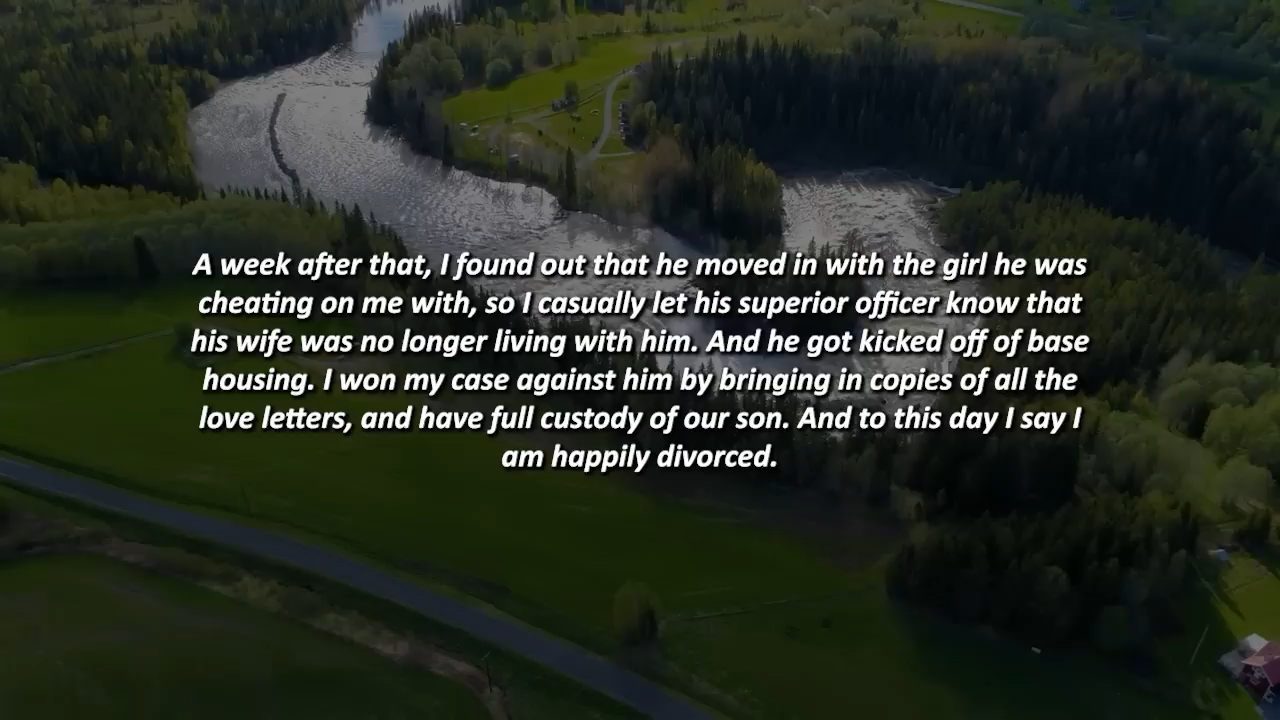 A week after that, I found out that he moved in with the girl he was
cheating on me with, so I casually let his superior officer know that
his wife was no longer living with him. And he got kicked off of base
housing. I won my case against him by bringing in copies of all the
love letters, and have full custody of our son. And to this day I say I
am happily divorced.